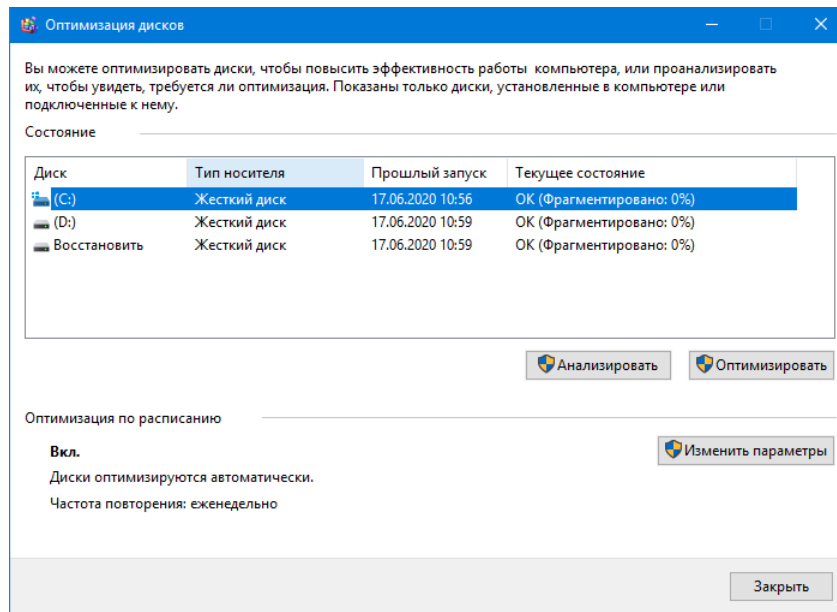 Оптимизация дисков
Вы можете оптимизировать диски, чтобы повысить эффективность работы компьютера, или проанализировать
их, чтобы увидеть, требуется ли оптимизация. Показаны только диски, установленные в компьютере или
подключенные к нему.
Состояние
Диск Тип носителя Прошлый запуск Текущее состояние
(C:) Жесткий диск 17.06.2020 10:56 ОК (Фрагментировано: 0%)
(D:) Жесткий диск 17.06.2020 10:59 ОК (Фрагментировано: 0%)
Восстановить Жесткий диск 17.06.2020 10:59 ОК (Фрагментировано: 0%)
Анализировать Оптимизировать
Оптимизация по расписанию
Вкл. Изменить параметры
Диски оптимизируются автоматически.
Частота повторения: еженедельно
Закрыть